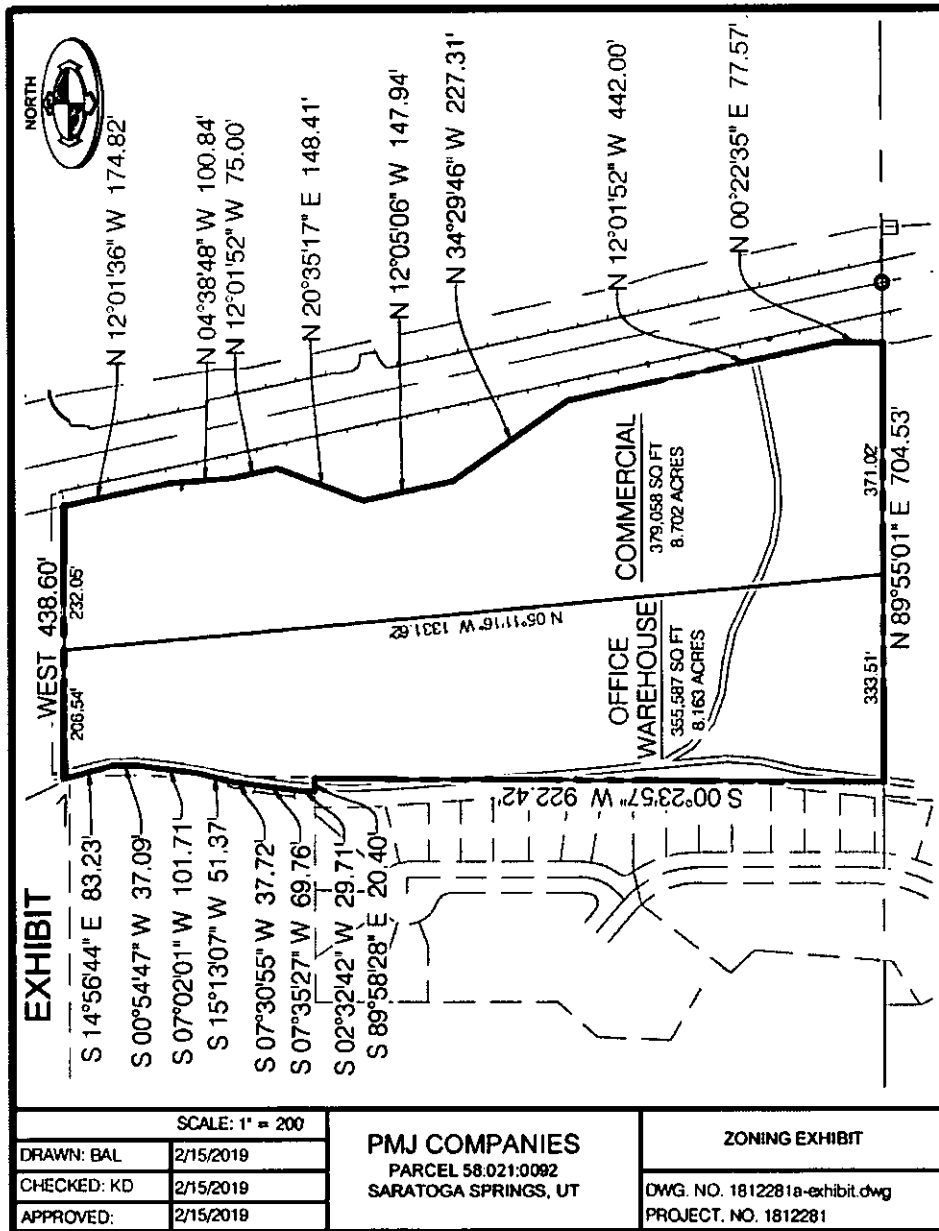 NORTH
EXHIBIT
WEST 438.60'
206.54'
232.05'
N 12°01'36" W 174.82'
N 04°38'48" W 100.84'
N 12°01'52" W 75.00'
N 20°35'17" E 148.41'
N 12°05'06" W 147.94'
N 34°29'46" W 227.31'
N 12°01'52" W 442.00'
N 00°22'35" E 77.57'
S 14°56'44" E 83.23'
S 00°54'47" W 37.09'
S 07°02'01" W 101.71'
S 15°13'07" W 51.37'
S 07°30'55" W 37.72'
S 07°35'27" W 69.76'
S 02°32'42" W 29.71'
S 89°58'28" E 20.40'
N 05°11'16" W 1331.62'
OFFICE
WAREHOUSE
355,587 SQ FT
8.163 ACRES
COMMERCIAL
379,058 SQ FT
8.702 ACRES
S 00°23'57" W 922.42'
333.51'
371.02'
N 89°55'01" E 704.53'
SCALE: 1" = 200'
DRAWN: BAL 2/15/2019
CHECKED: KD 2/15/2019
APPROVED: 2/15/2019
PMJ COMPANIES
PARCEL 58:021:0092
SARATOGA SPRINGS, UT
ZONING EXHIBIT
DWG. NO. 1812281a-exhibit.dwg
PROJECT. NO. 1812281